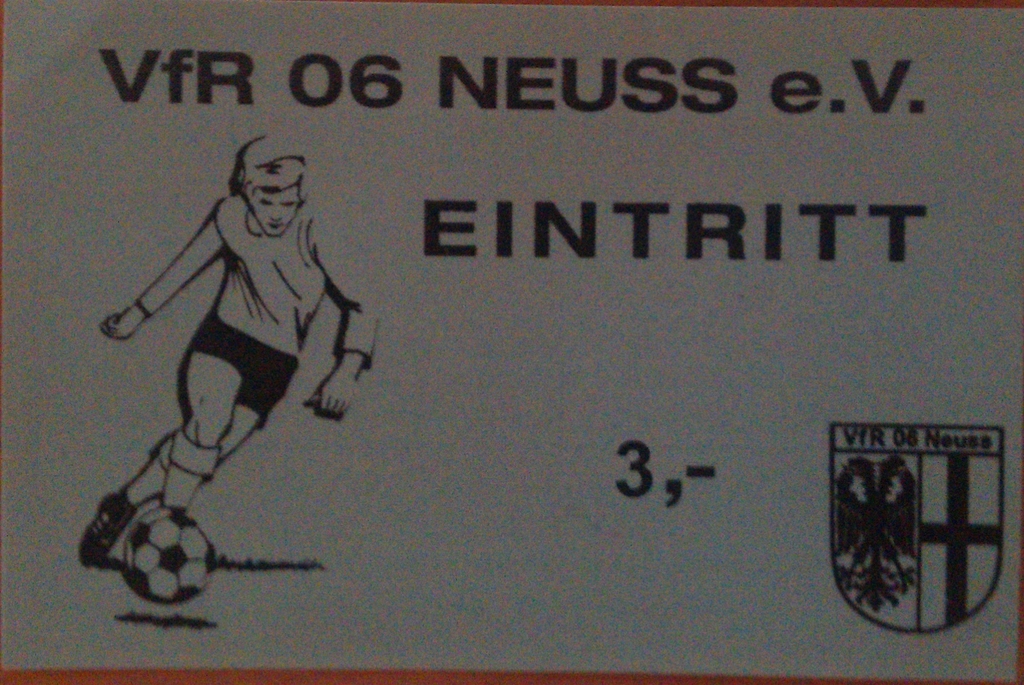 VfR 06 NEUSS e.V.
EINTRITT
3,-
VfR 06 Neuss